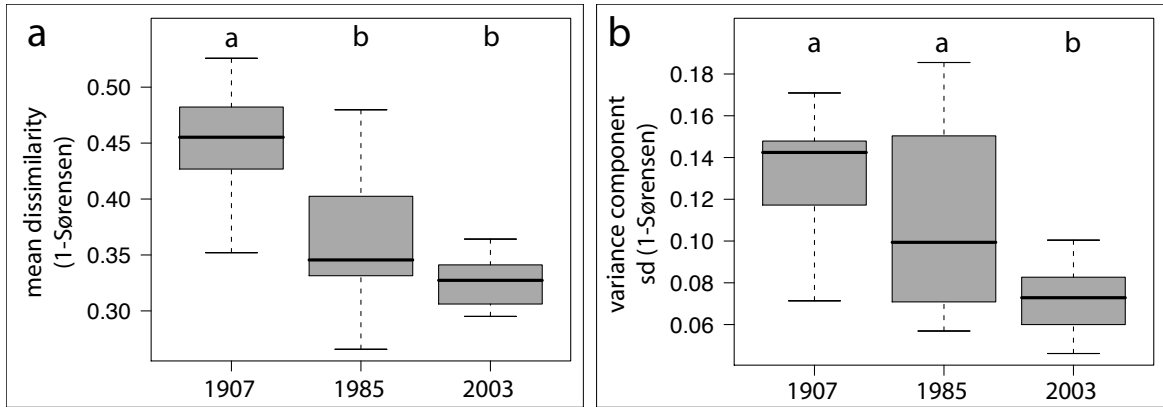 a
a b b
mean dissimilarity
(1-Sørensen)
0.50
0.45
0.40
0.35
0.30
1907 1985 2003
b
a a b
variance component
sd (1-Sørensen)
0.18
0.16
0.14
0.12
0.10
0.08
0.06
1907 1985 2003